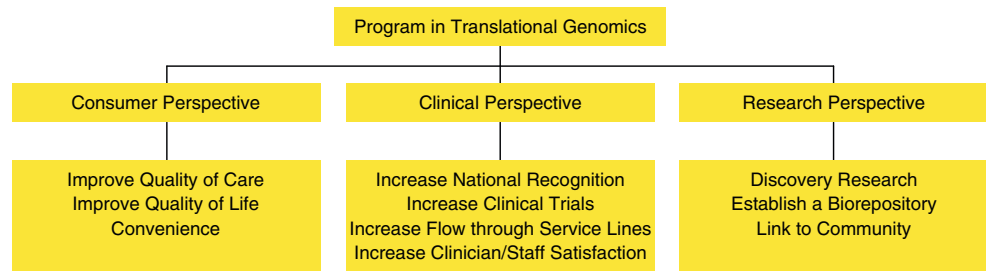 Program in Translational Genomics
Consumer Perspective
Clinical Perspective
Research Perspective
Improve Quality of Care
Improve Quality of Life
Convenience
Increase National Recognition
Increase Clinical Trials
Increase Flow through Service Lines
Increase Clinician/Staff Satisfaction
Discovery Research
Establish a Biorepository
Link to Community